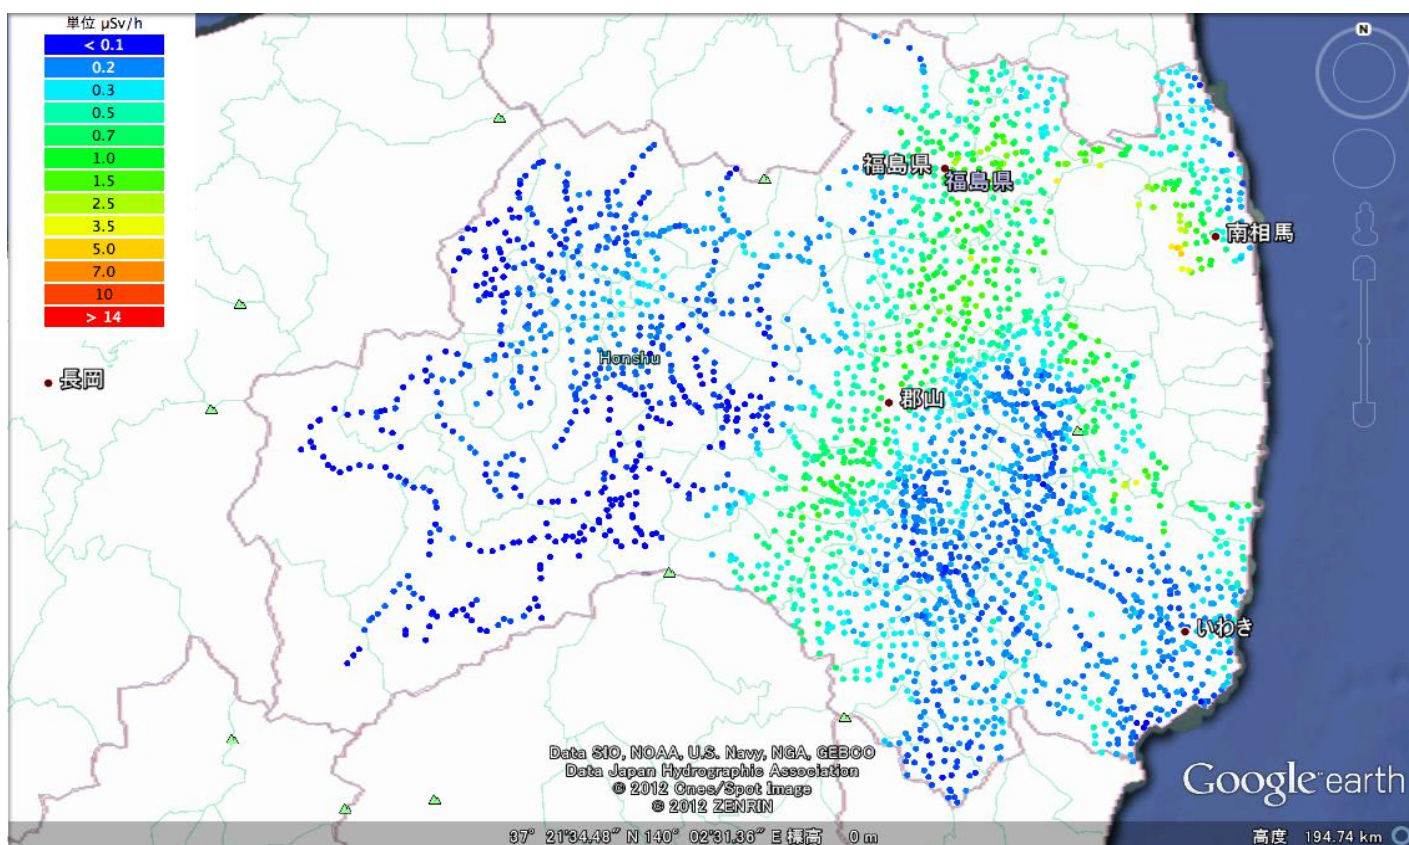 単位 μSv/h
< 0.1
0.2
0.3
0.5
0.7
1.0
1.5
2.5
3.5
5.0
7.0
10
> 14
N
福島県
福島県
南相馬
Honshu
長岡
郡山
いわき
Data SIO, NOAA, U.S. Navy, NGA, GEBCO
Data Japan Hydrographic Association
© 2012 Cnes/Spot Image
© 2012 ZENRIN
Google earth
37° 21'34.48" N 140° 02'31.36" E 標高 0 m
高度 194.74 km